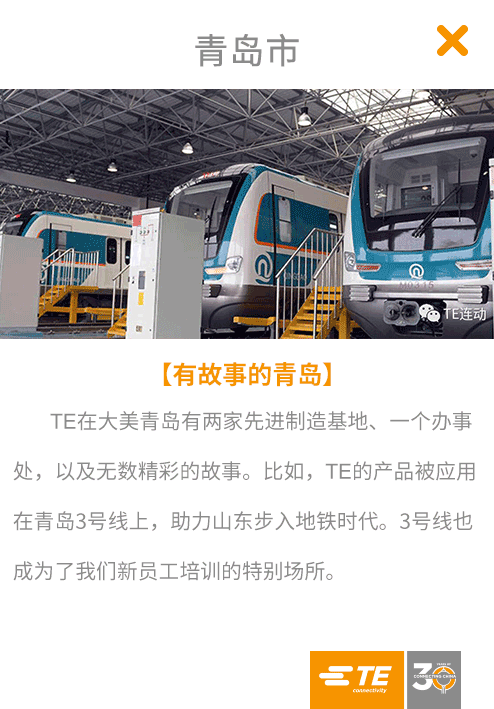 青岛市
M03 15
TE连动
【有故事的青岛】
TE在大美青岛有两家先进制造基地、一个办事
处，以及无数精彩的故事。比如，TE的产品被应用
在青岛3号线上，助力山东步入地铁时代。3号线也
成为了我们新员工培训的特别场所。
TE
connectivity
YEARS OF
30
CONNECTING CHINA